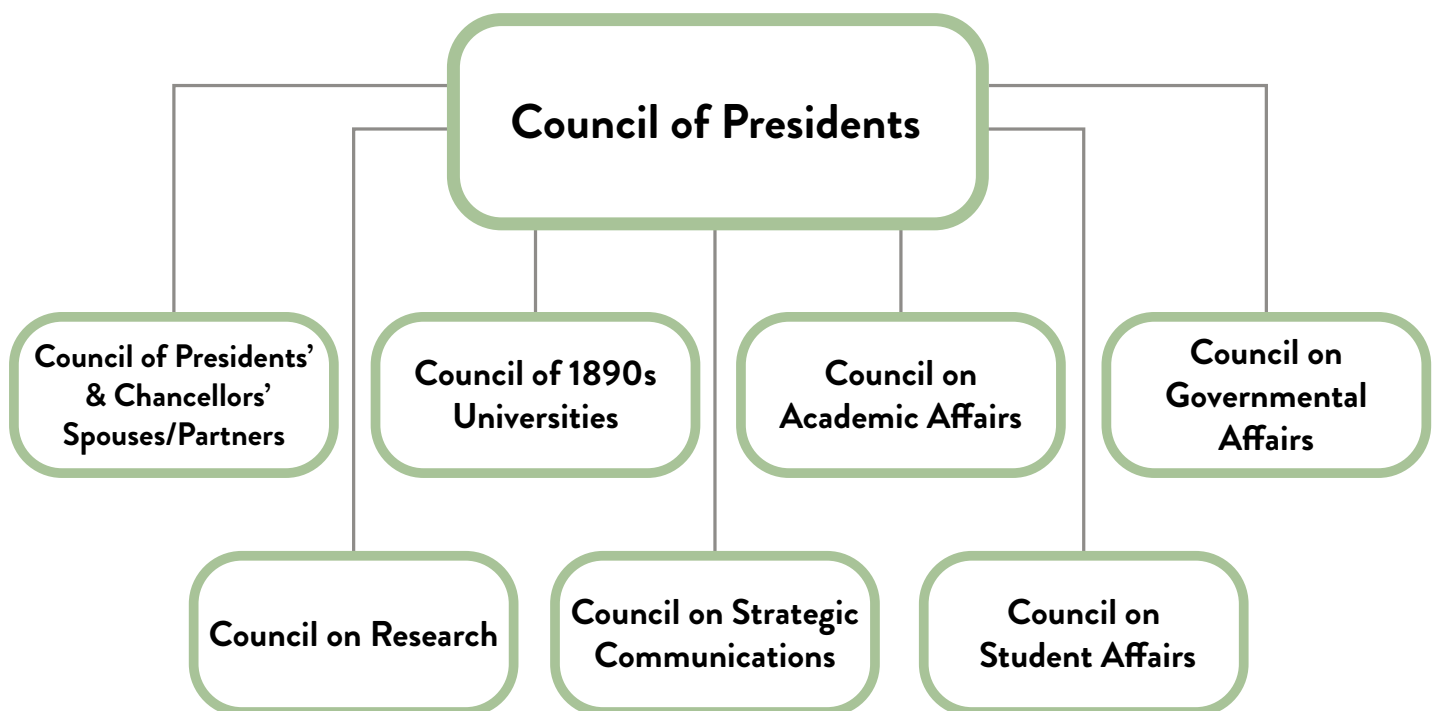 Council of Presidents
Council of Presidents’
& Chancellors’
Spouses/Partners
Council of 1890s
Universities
Council on
Academic Affairs
Council on
Governmental
Affairs
Council on Research
Council on Strategic
Communications
Council on
Student Affairs